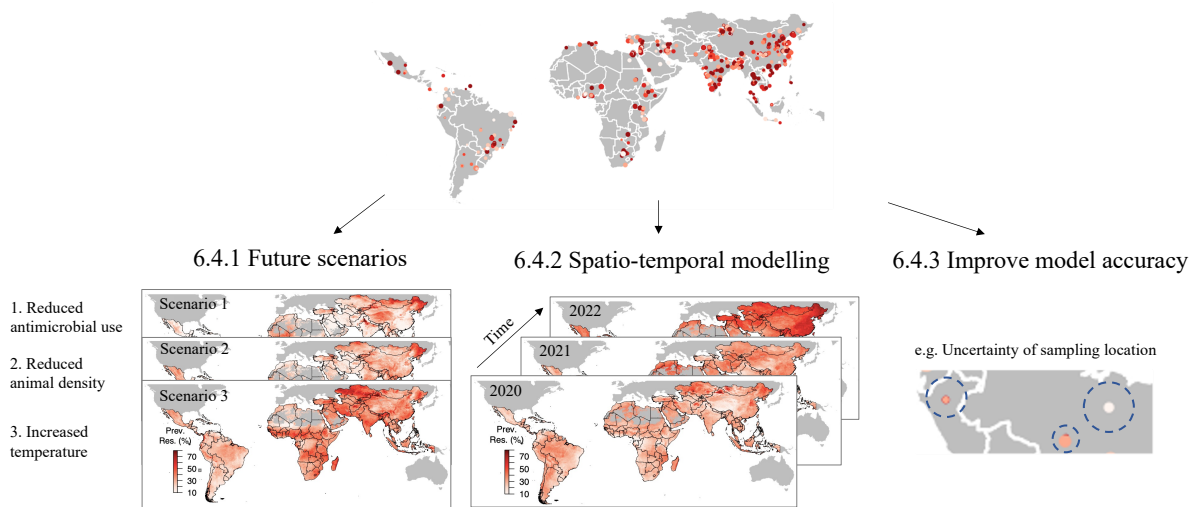 6.4.1 Future scenarios
6.4.2 Spatio-temporal modelling
6.4.3 Improve model accuracy
1. Reduced
antimicrobial use
2. Reduced
animal density
3. Increased
temperature
Scenario 1
Scenario 2
Scenario 3
Prev.
Res. (%)
70
50
30
10
Time
2022
2021
2020
Prev.
Res. (%)
70
50
30
10
e.g. Uncertainty of sampling location